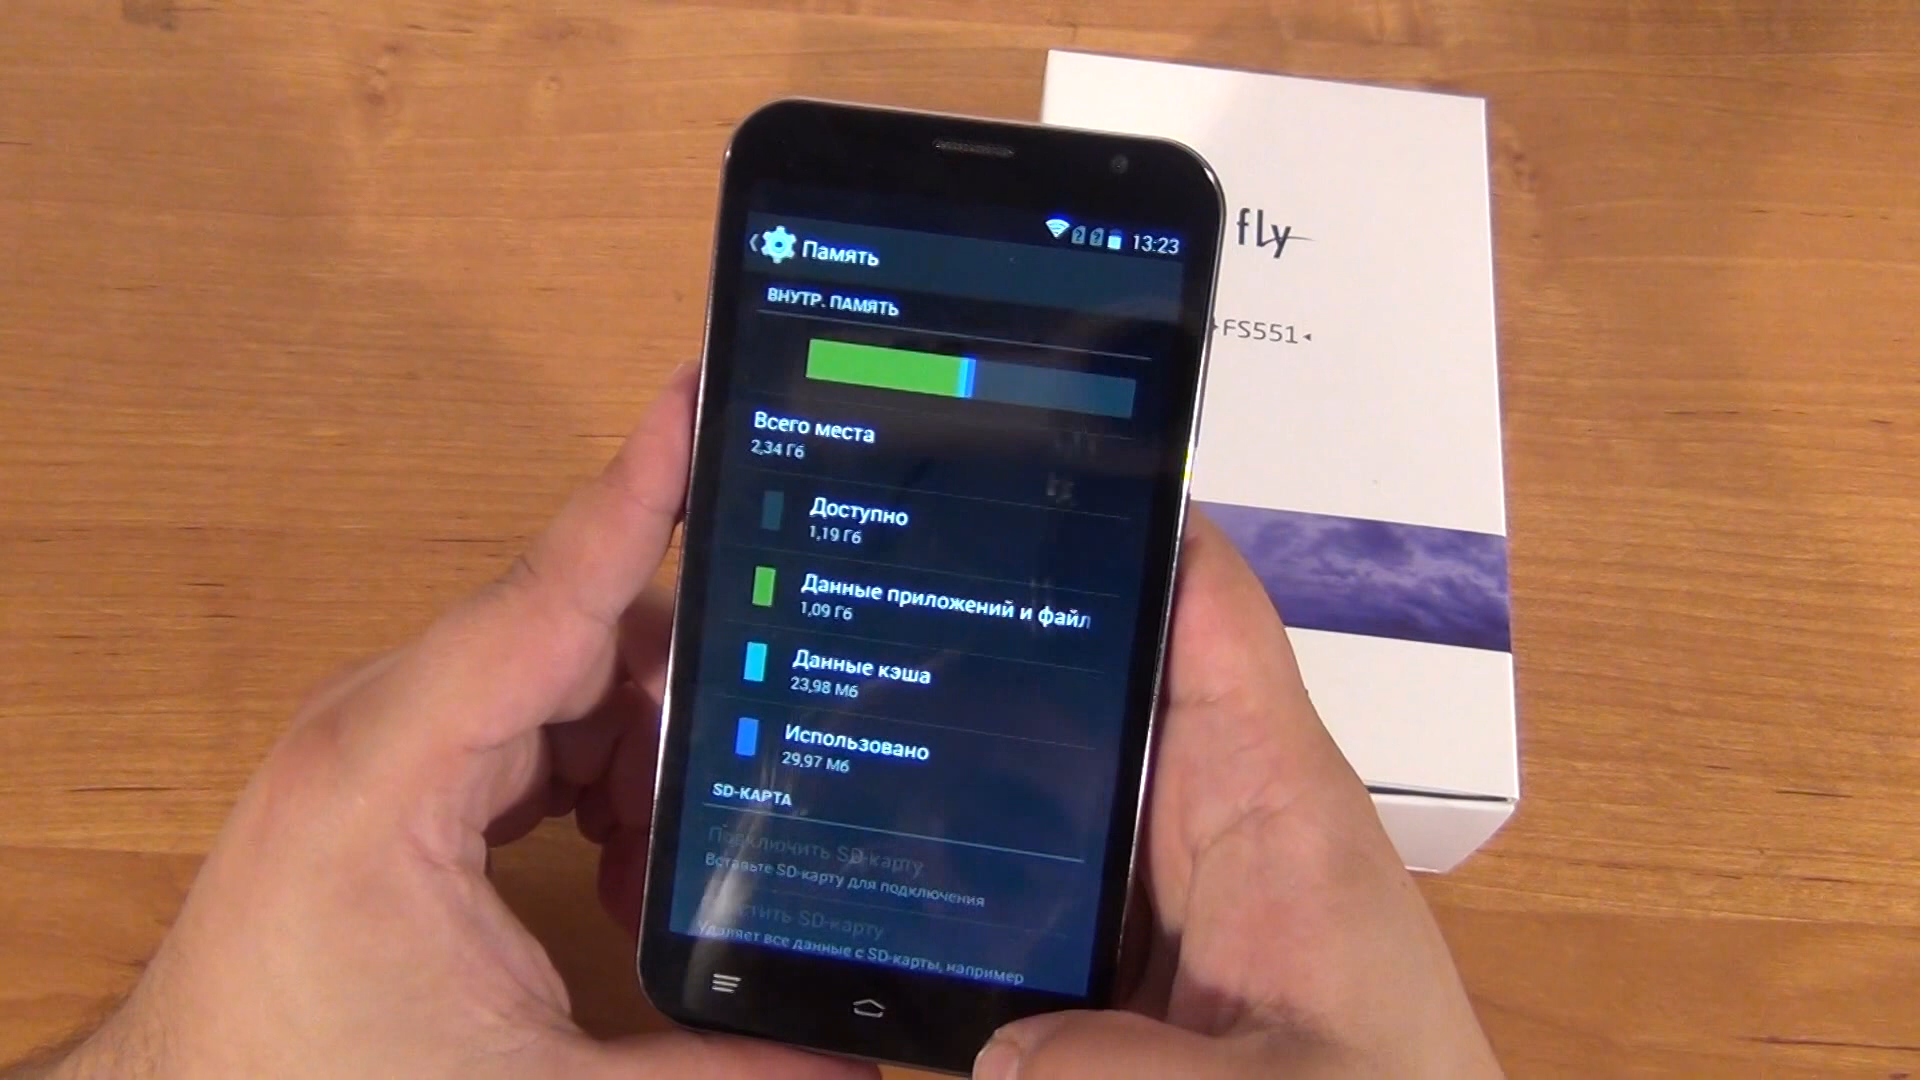 13:23
Память
ВНУТР. ПАМЯТЬ
Всего места
2,34 Гб
Доступно
1,19 Гб
Данные приложений и файл
1,09 Гб
Данные кэша
23,98 Мб
Использовано
29,97 Мб
SD-КАРТА
Подключить SD-карту
Вставьте SD-карту для подключения
SD-карту
Удаляет все данные с SD-карты, например
fly
FS551